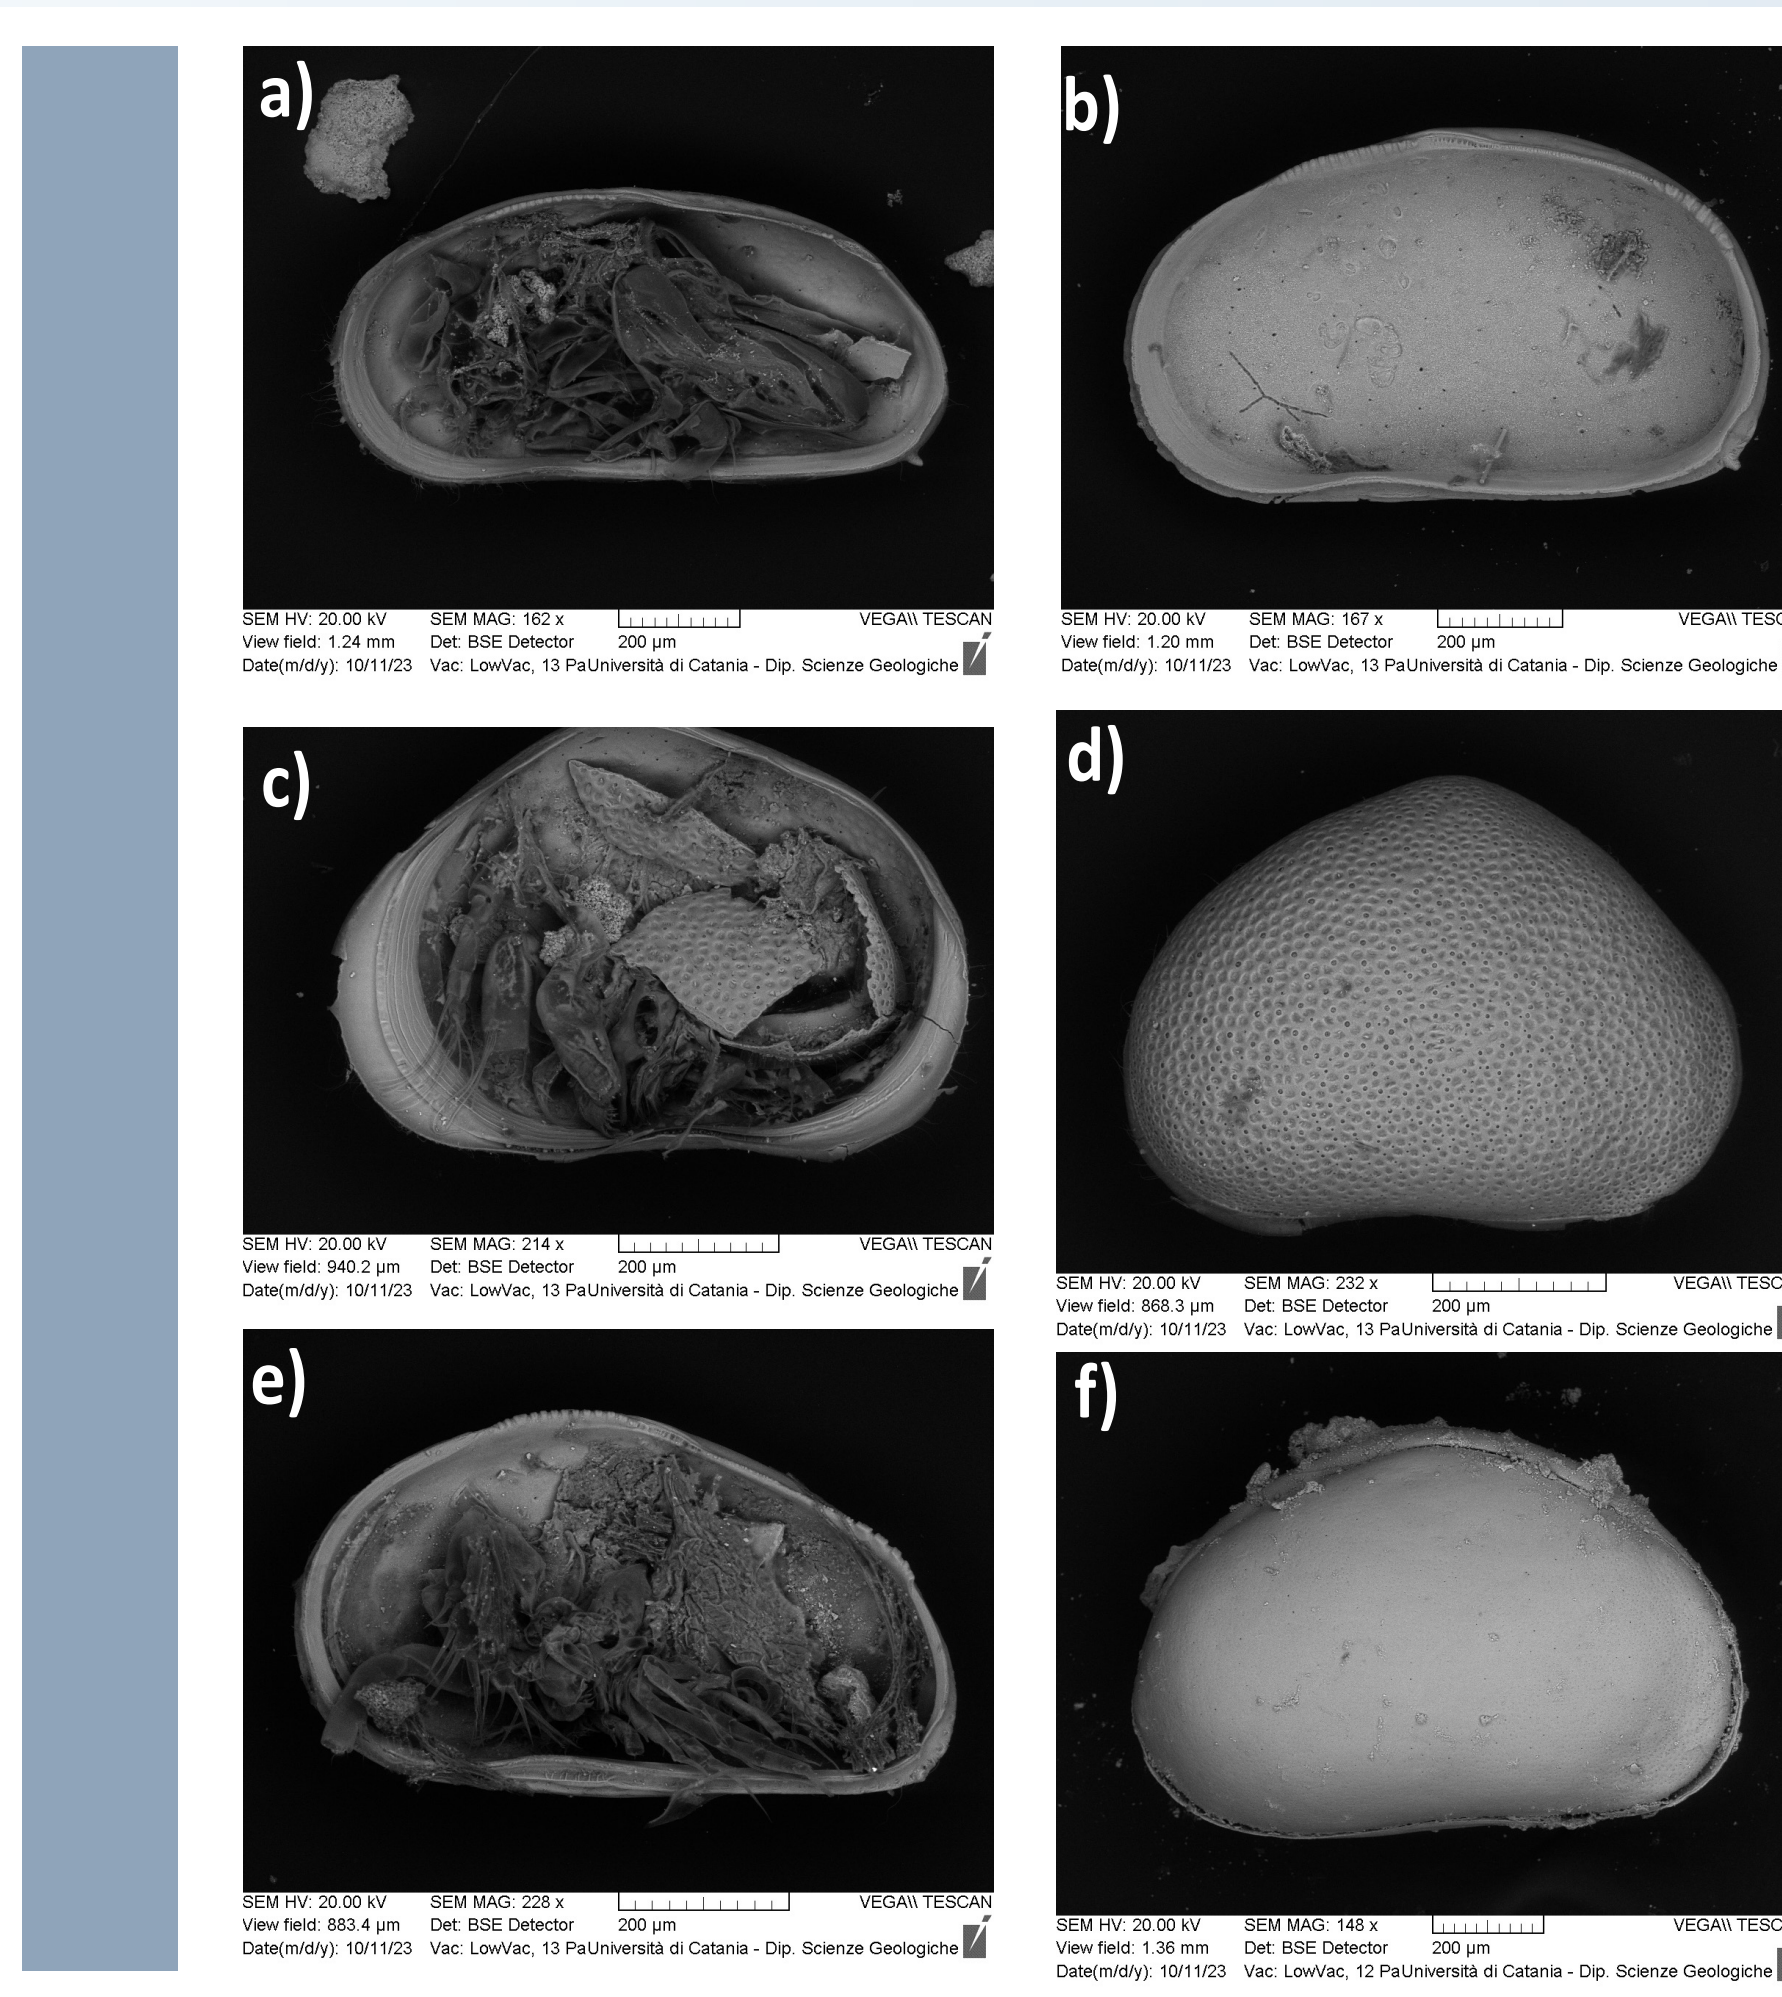 a)
SEM HV: 20.00 kV SEM MAG: 162 x VEGA\\ TESCAN
View field: 1.24 mm Det: BSE Detector 200 µm
Date(m/d/y): 10/11/23 Vac: LowVac, 13 Pa Università di Catania - Dip. Scienze Geologiche
b)
SEM HV: 20.00 kV SEM MAG: 167 x VEGA\\ TESC
View field: 1.20 mm Det: BSE Detector 200 µm
Date(m/d/y): 10/11/23 Vac: LowVac, 13 Pa Università di Catania - Dip. Scienze Geologiche
c)
SEM HV: 20.00 kV SEM MAG: 214 x VEGA\\ TESCAN
View field: 940.2 µm Det: BSE Detector 200 µm
Date(m/d/y): 10/11/23 Vac: LowVac, 13 Pa Università di Catania - Dip. Scienze Geologiche
d)
SEM HV: 20.00 kV SEM MAG: 232 x VEGA\\ TESC
View field: 868.3 µm Det: BSE Detector 200 µm
Date(m/d/y): 10/11/23 Vac: LowVac, 13 Pa Università di Catania - Dip. Scienze Geologiche
e)
SEM HV: 20.00 kV SEM MAG: 228 x VEGA\\ TESCAN
View field: 883.4 µm Det: BSE Detector 200 µm
Date(m/d/y): 10/11/23 Vac: LowVac, 13 Pa Università di Catania - Dip. Scienze Geologiche
f)
SEM HV: 20.00 kV SEM MAG: 148 x VEGA\\ TESC
View field: 1.36 mm Det: BSE Detector 200 µm
Date(m/d/y): 10/11/23 Vac: LowVac, 12 Pa Università di Catania - Dip. Scienze Geologiche